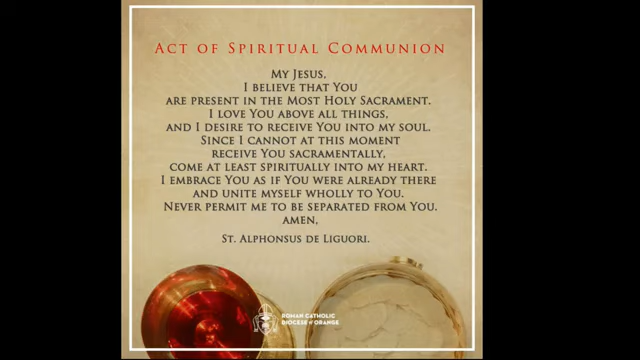 ACT OF SPIRITUAL COMMUNION
MY JESUS,
I BELIEVE THAT YOU
ARE PRESENT IN THE MOST HOLY SACRAMENT.
I LOVE YOU ABOVE ALL THINGS,
AND I DESIRE TO RECEIVE YOU INTO MY SOUL.
SINCE I CANNOT AT THIS MOMENT
RECEIVE YOU SACRAMENTALLY,
COME AT LEAST SPIRITUALLY INTO MY HEART.
I EMBRACE YOU AS IF YOU WERE ALREADY THERE
AND UNITE MYSELF WHOLLY TO YOU.
NEVER PERMIT ME TO BE SEPARATED FROM YOU.
AMEN,
ST. ALPHONSUS DE LIGUORI.
ROMAN CATHOLIC
DIOCESE of ORANGE